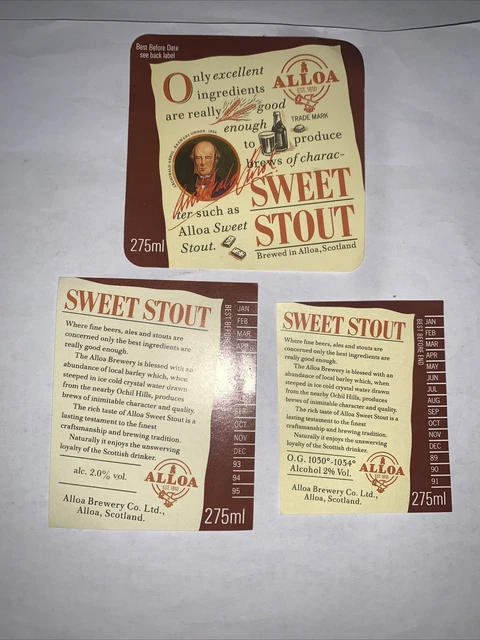 Best Before Date
see back label
Only excellent
ingredients
are really good
enough
to produce
brews of charac-
ter such as
Alloa Sweet
Stout.
ALLOA
EST. 1810
TRADE MARK
SWEET
STOUT
Brewed in Alloa, Scotland
275ml
SWEET STOUT
Where fine beers, ales and stouts are
concerned only the best ingredients are
really good enough.
The Alloa Brewery is blessed with an
abundance of local barley which, when
steeped in ice cold crystal water drawn
from the nearby Ochil Hills, produces
brews of inimitable character and quality.
The rich taste of Alloa Sweet Stout is a
lasting testament to the finest
craftsmanship and brewing tradition.
Naturally it enjoys the unswerving
loyalty of the Scottish drinker.
alc. 2.0% vol.
ALLOA
EST. 1810
Alloa Brewery Co. Ltd.,
Alloa, Scotland.
BEST BEFORE
JAN
FEB
MAR
APR
SEP
OCT
NOV
DEC
93
94
95
275ml
SWEET STOUT
Where fine beers, ales and stouts are
concerned only the best ingredients are
really good enough.
The Alloa Brewery is blessed with an
abundance of local barley which, when
steeped in ice cold crystal water drawn
from the nearby Ochil Hills, produces
brews of inimitable character and quality.
The rich taste of Alloa Sweet Stout is a
lasting testament to the finest
craftsmanship and brewing tradition.
Naturally it enjoys the unswerving
loyalty of the Scottish drinker.
O.G. 1030°-1034°
Alcohol 2% Vol.
ALLOA
EST. 1810
Alloa Brewery Co. Ltd.,
Alloa, Scotland.
BEST BEFORE END
JAN
FEB
MAR
APR
MAY
JUN
JUL
AUG
SEP
OCT
NOV
DEC
89
90
91
275ml